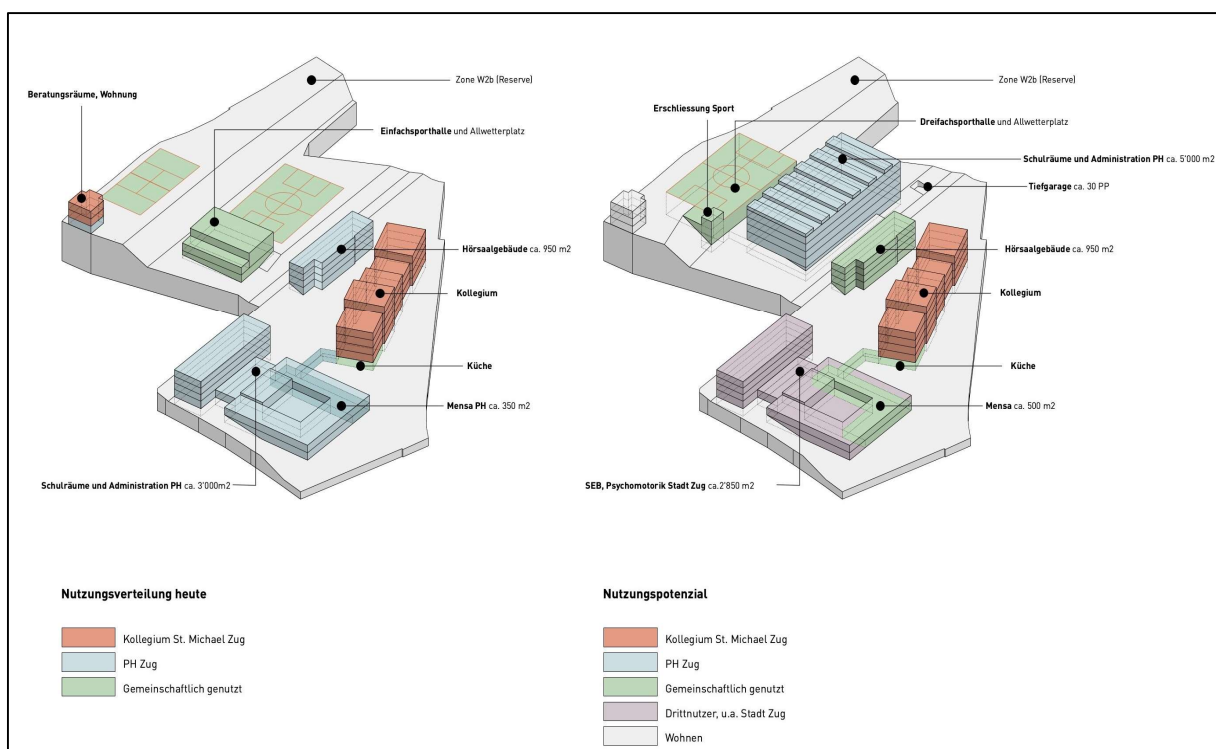 Zone W2b (Reserve)
Beratungsräume, Wohnung
Einfachsporthalle und Allwetterplatz
Hörsaalgebäude ca. 950 m2
Kollegium
Küche
Mensa PH ca. 350 m2
Schulräume und Administration PH ca. 3'000m2
Nutzungsverteilung heute
Kollegium St. Michael Zug
PH Zug
Gemeinschaftlich genutzt
Zone W2b (Reserve)
Erschliessung Sport
Dreifachsporthalle und Allwetterplatz
Schulräume und Administration PH ca. 5'000 m2
Tiefgarage ca. 30 PP
Hörsaalgebäude ca. 950 m2
Kollegium
Küche
Mensa ca. 500 m2
SEB, Psychomotorik Stadt Zug ca.2'850 m2
Nutzungspotenzial
Kollegium St. Michael Zug
PH Zug
Gemeinschaftlich genutzt
Drittnutzer, u.a. Stadt Zug
Wohnen